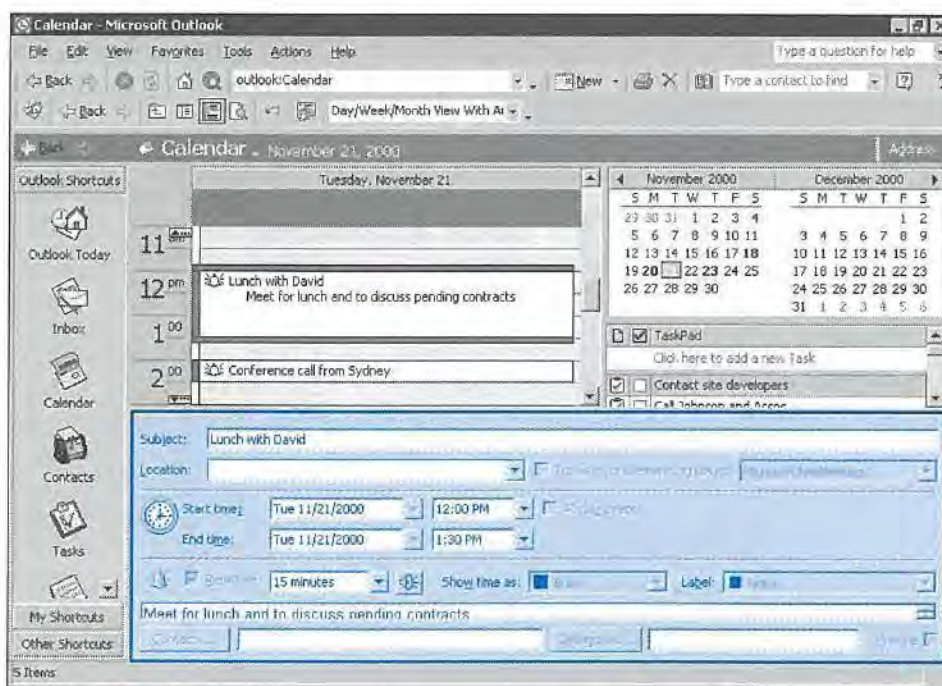 Calendar - Microsoft Outlook
File Edit View Favorites Tools Actions Help
Type a question for help
Back outlook:Calendar New Type a contact to find
Back Day/Week/Month View With
Back Calendar November 21, 2000 Address
Outlook Shortcuts
Outlook Today
Inbox
Calendar
Contacts
Tasks
My Shortcuts
Other Shortcuts
Tuesday, November 21
11 am
12 pm
Lunch with David
Meet for lunch and to discuss pending contracts
1 00
2 00 Conference call from Sydney
November 2000
S M T W T F S
29 30 31 1 2 3 4
5 6 7 8 9 10 11
12 13 14 15 16 17 18
19 20 22 23 24 25
26 27 28 29 30
December 2000
S M T W T F S
1 2
3 4 5 6 7 8 9
10 11 12 13 14 15 16
17 18 19 20 21 22 23
24 25 26 27 28 29 30
31 1 2 3 4 5 6
TaskPad
Click here to add a new Task
Contact site developers
Call Johnson and
Subject: Lunch with David
Location:
Start time: Tue 11/21/2000 12:00 PM
End time: Tue 11/21/2000 1:30 PM
15 minutes Show time as: Label:
Meet for lunch and to discuss pending contracts
Contacts...
5 Items